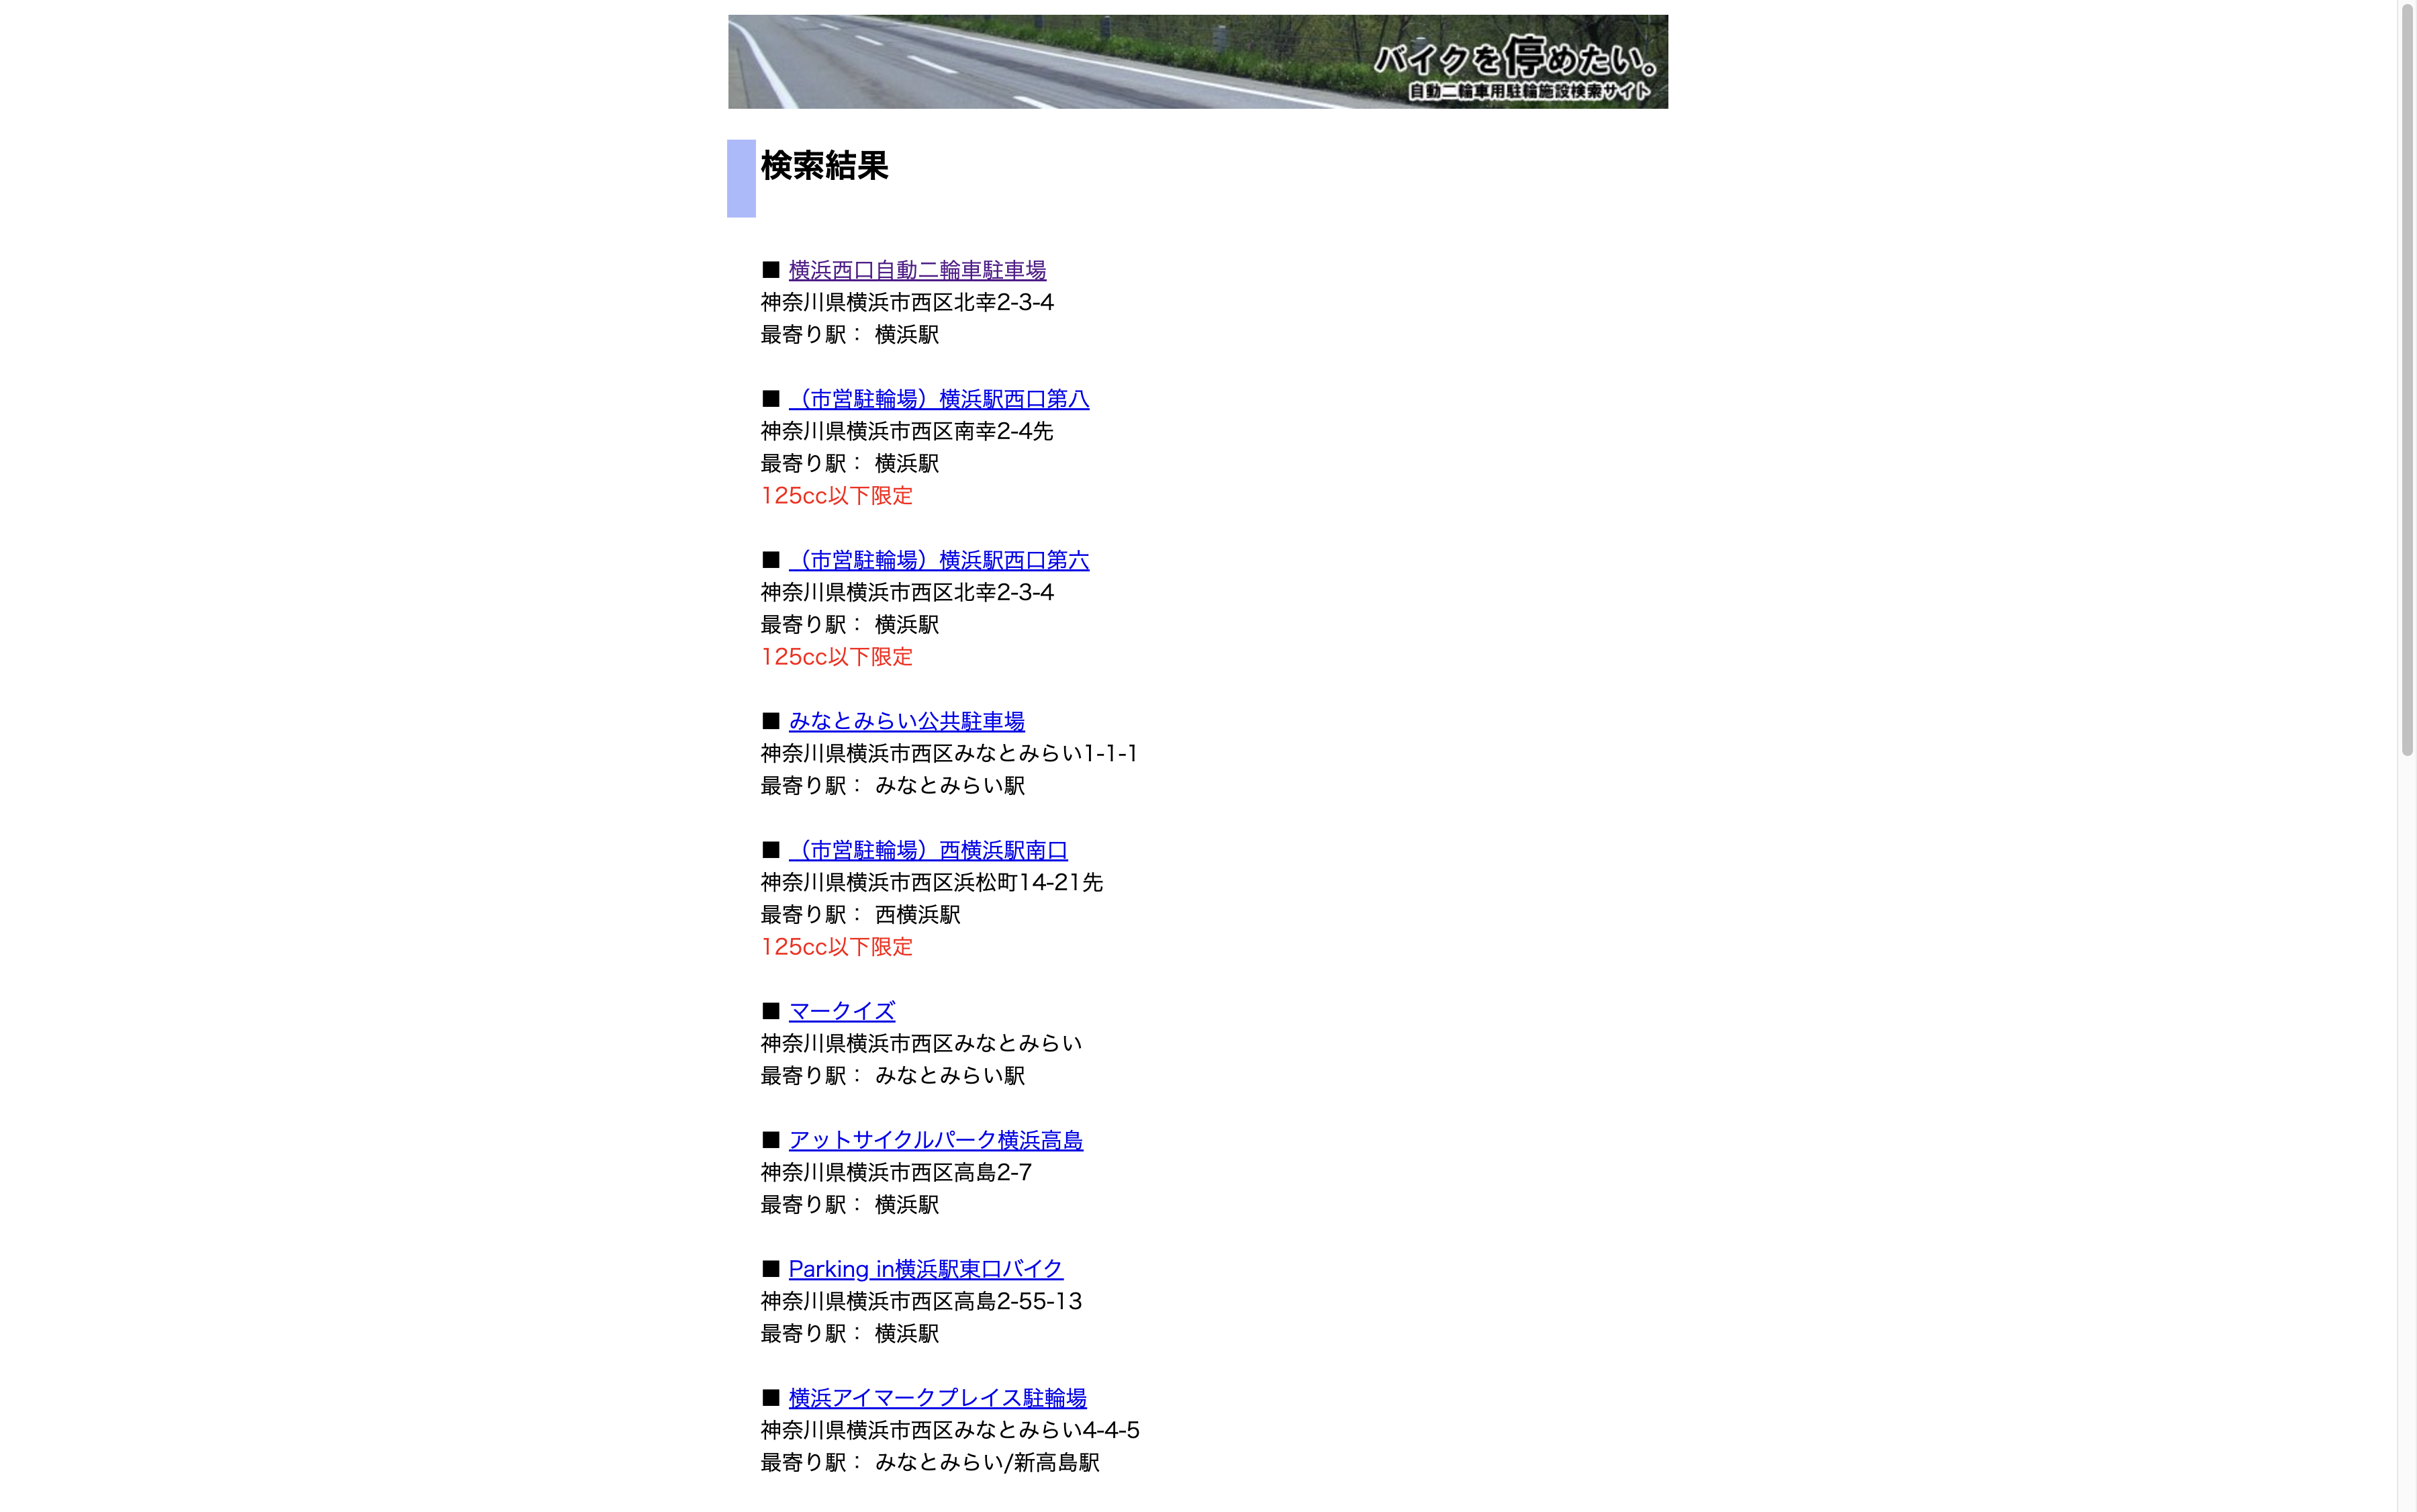 バイクを停めたい。
自動二輪車用駐輪施設検索サイト
検索結果
■ 横浜西口自動二輪車駐車場
神奈川県横浜市西区北幸2-3-4
最寄り駅： 横浜駅
■ （市営駐輪場）横浜駅西口第八
神奈川県横浜市西区南幸2-4先
最寄り駅： 横浜駅
125cc以下限定
■ （市営駐輪場）横浜駅西口第六
神奈川県横浜市西区北幸2-3-4
最寄り駅： 横浜駅
125cc以下限定
■ みなとみらい公共駐車場
神奈川県横浜市西区みなとみらい1-1-1
最寄り駅： みなとみらい駅
■ （市営駐輪場）西横浜駅南口
神奈川県横浜市西区浜松町14-21先
最寄り駅： 西横浜駅
125cc以下限定
■ マークイズ
神奈川県横浜市西区みなとみらい
最寄り駅： みなとみらい駅
■ アットサイクルパーク横浜高島
神奈川県横浜市西区高島2-7
最寄り駅： 横浜駅
■ Parking in横浜駅東口バイク
神奈川県横浜市西区高島2-55-13
最寄り駅： 横浜駅
■ 横浜アイマークプレイス駐輪場
神奈川県横浜市西区みなとみらい4-4-5
最寄り駅： みなとみらい/新高島駅